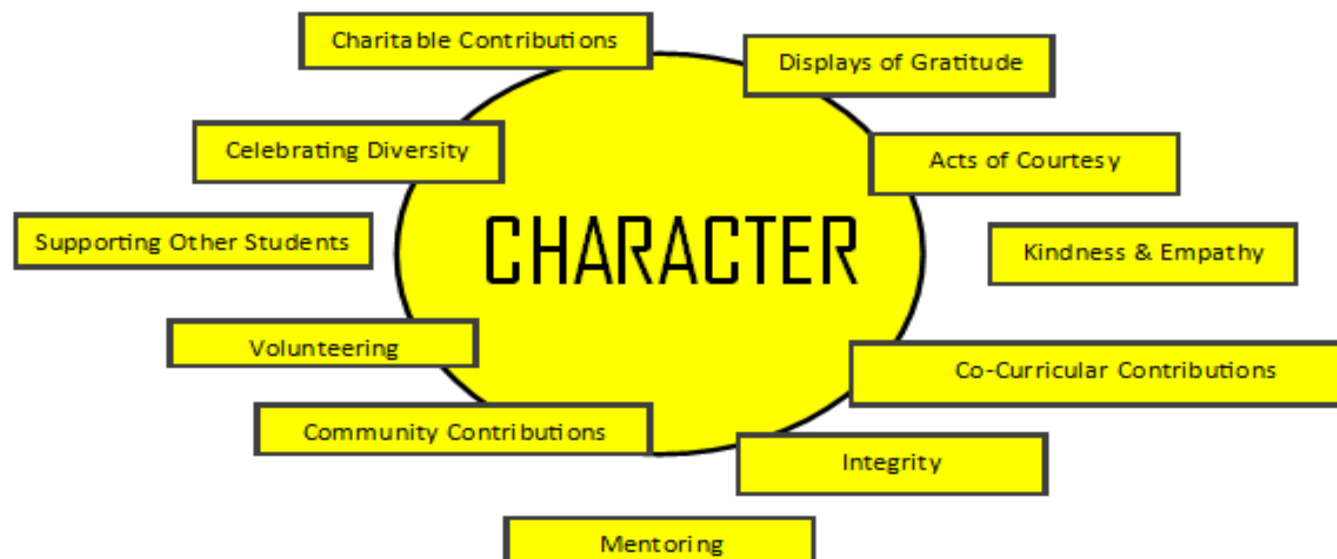 Charitable Contributions
Displays of Gratitude
Celebrating Diversity
Acts of Courtesy
Supporting Other Students
CHARACTER
Kindness & Empathy
Volunteering
Co-Curricular Contributions
Community Contributions
Integrity
Mentoring